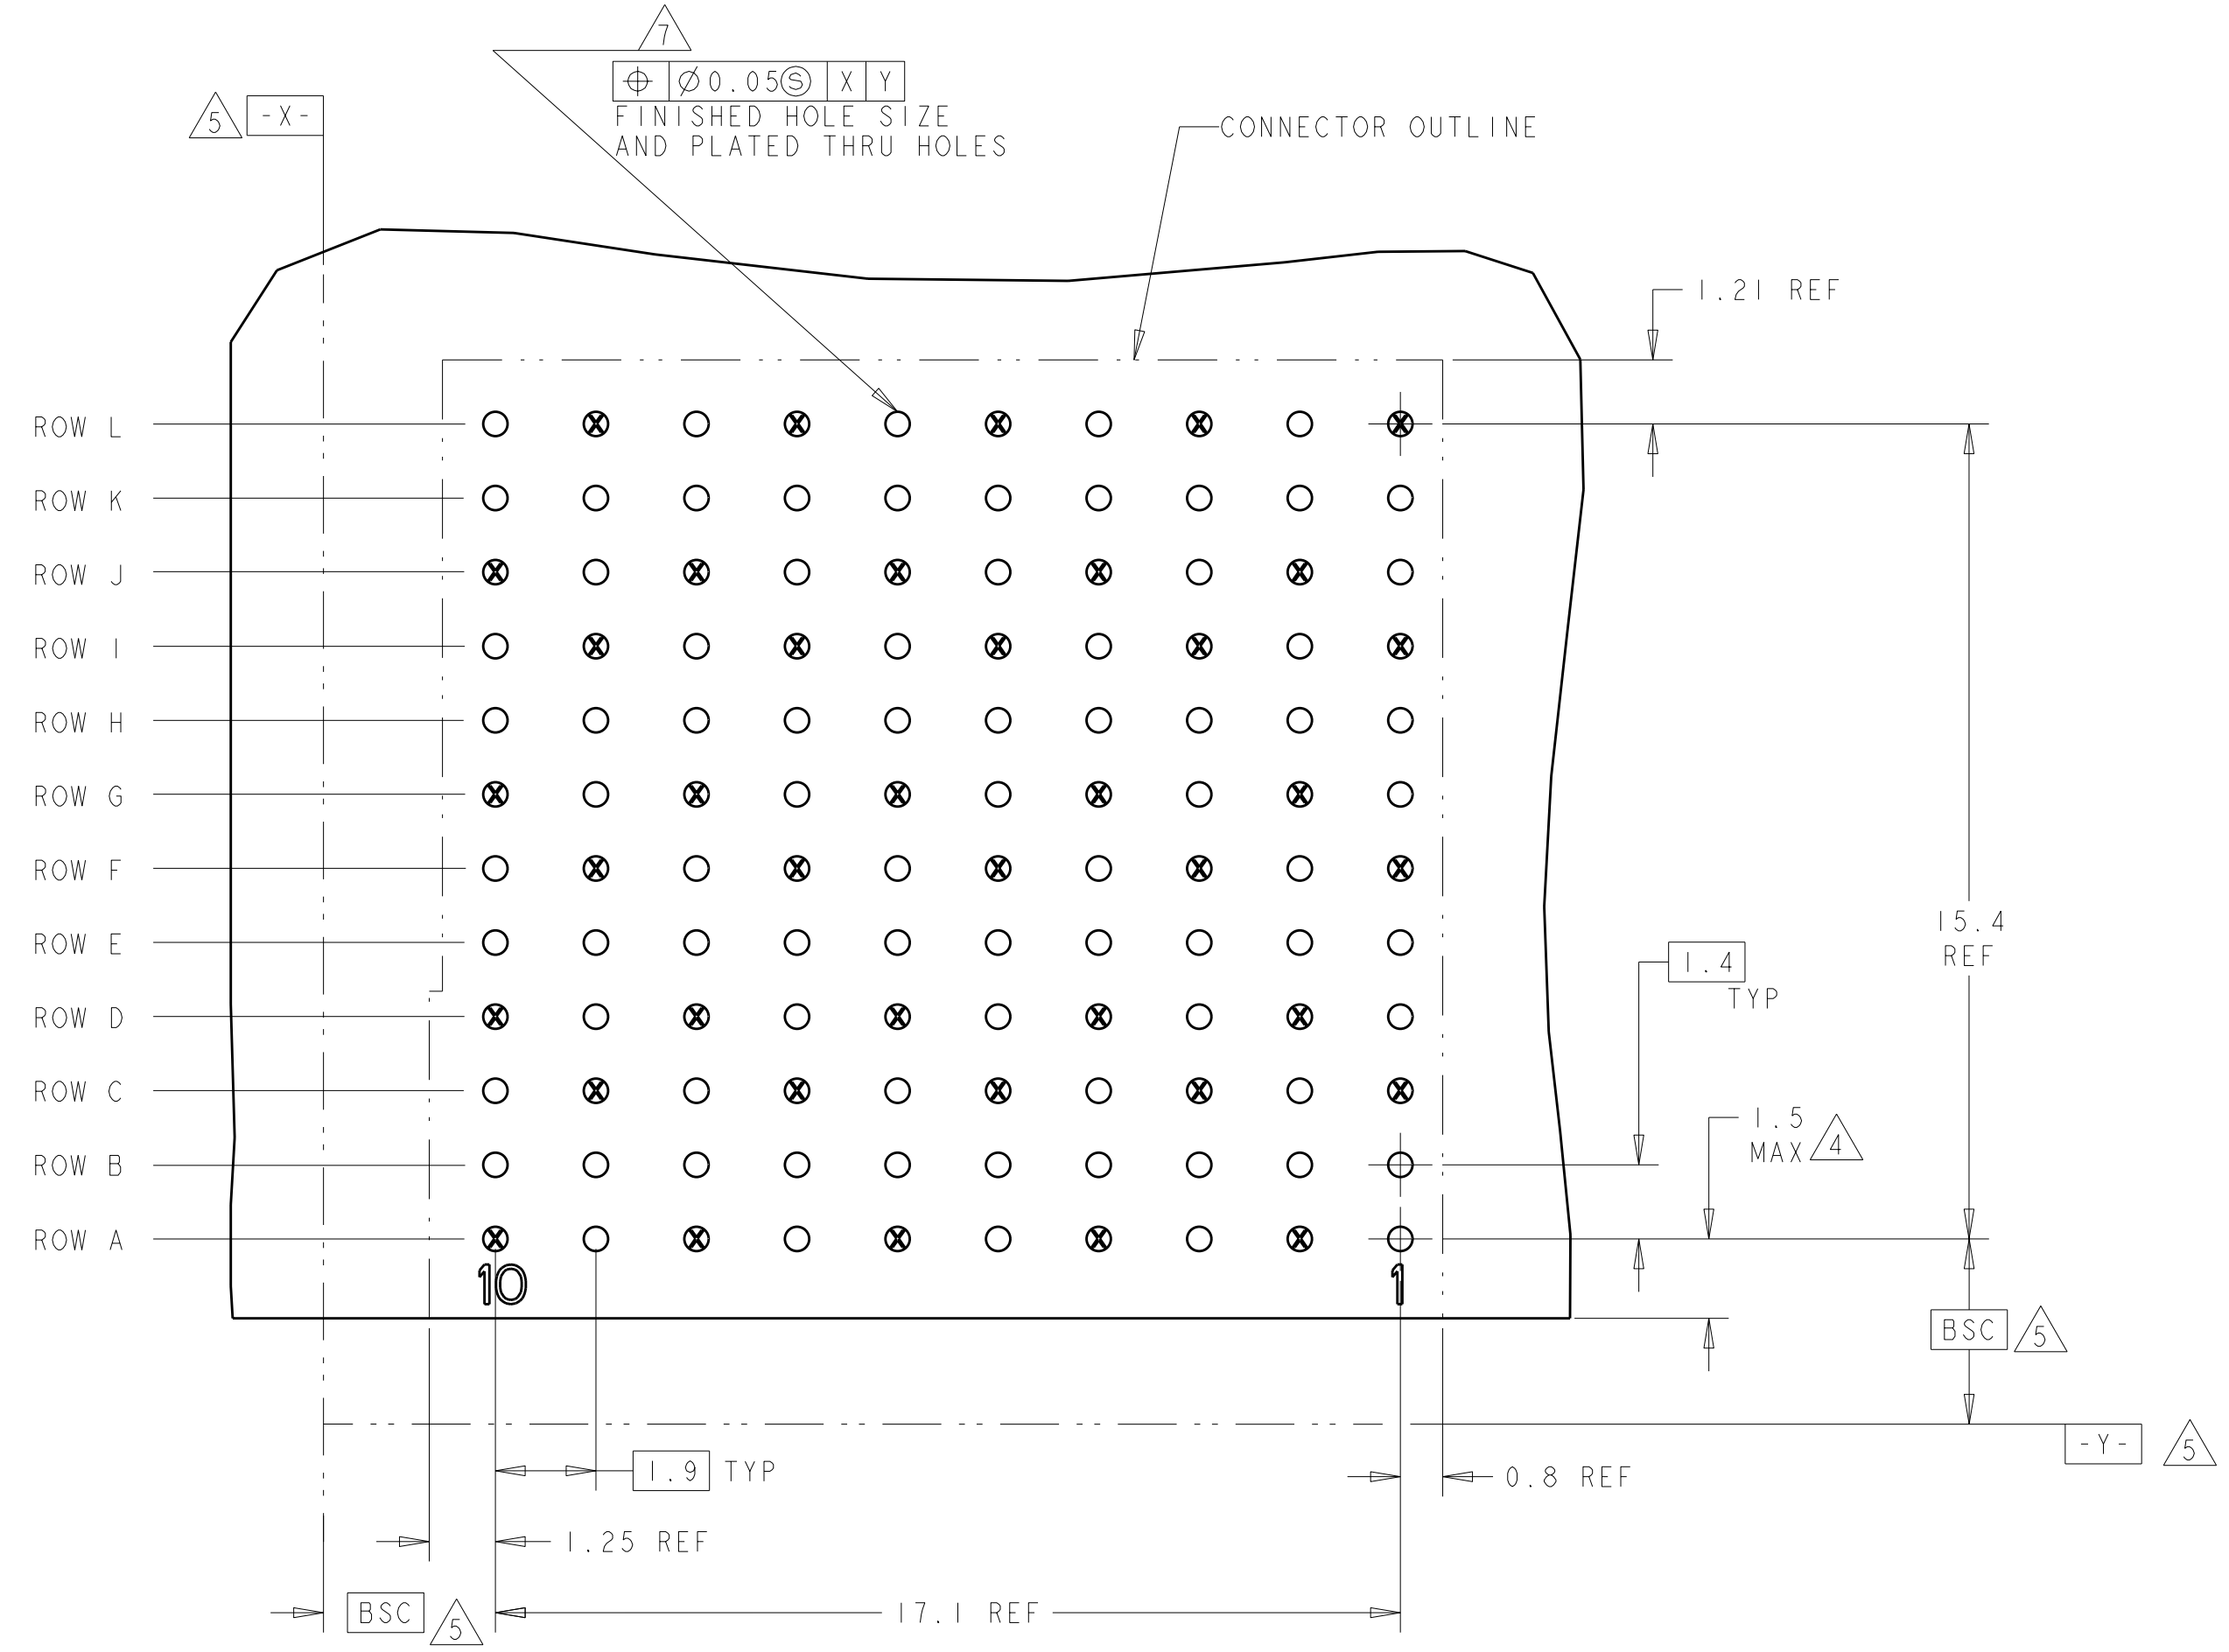 7
⌖ Ø0.05Ⓢ X Y
FINISHED HOLE SIZE
AND PLATED THRU HOLES
5
-X-
CONNECTOR OUTLINE
1.21 REF
ROW L
ROW K
ROW J
ROW I
ROW H
ROW G
ROW F
ROW E
ROW D
ROW C
ROW B
ROW A
15.4
REF
1.4
TYP
1.5
MAX 4
10
1
BSC 5
-Y- 5
1.9 TYP
0.8 REF
1.25 REF
BSC 5
17.1 REF